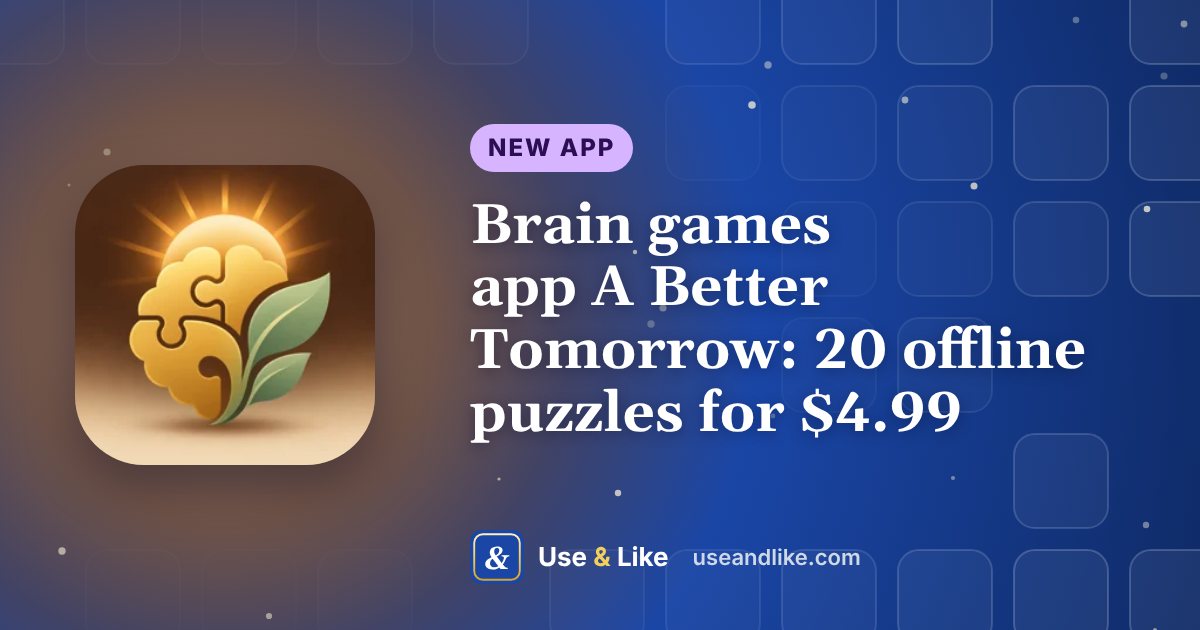 NEW APP
Brain games
app A Better
Tomorrow: 20 offline
puzzles for $4.99
& Use & Like useandlike.com